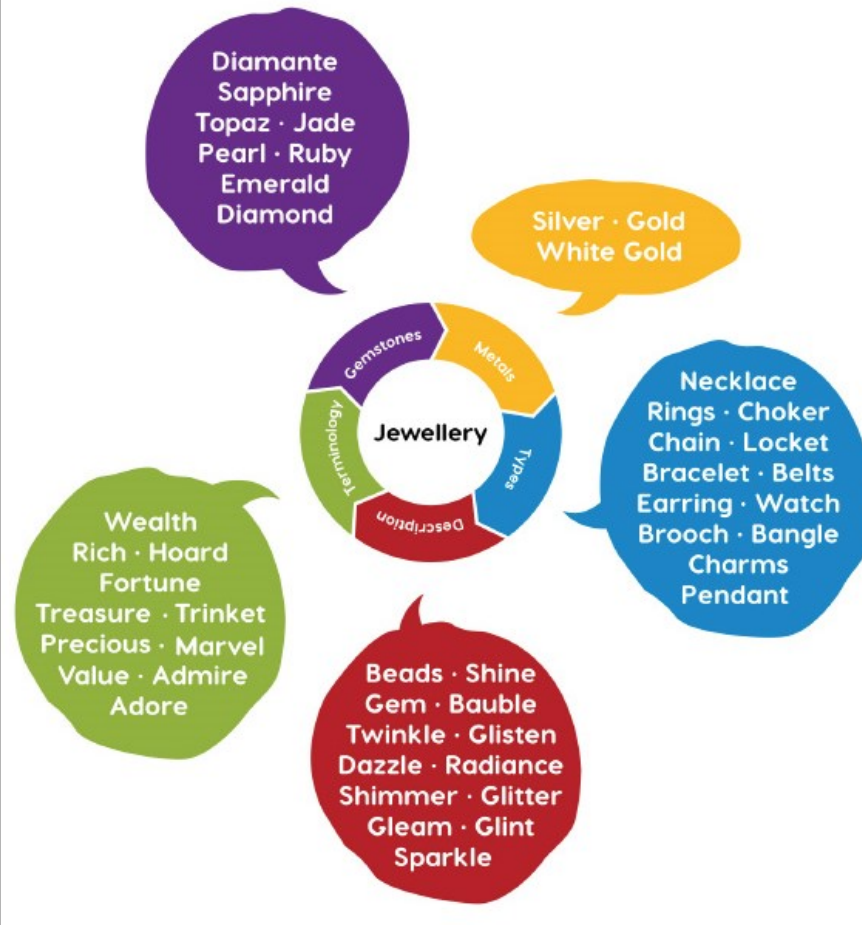 Diamante
Sapphire
Topaz · Jade
Pearl · Ruby
Emerald
Diamond
Silver · Gold
White Gold
Gemstones
Metals
Jewellery
Terminology
Types
Description
Necklace
Rings · Choker
Chain · Locket
Bracelet · Belts
Earring · Watch
Brooch · Bangle
Charms
Pendant
Wealth
Rich · Hoard
Fortune
Treasure · Trinket
Precious · Marvel
Value · Admire
Adore
Beads · Shine
Gem · Bauble
Twinkle · Glisten
Dazzle · Radiance
Shimmer · Glitter
Gleam · Glint
Sparkle